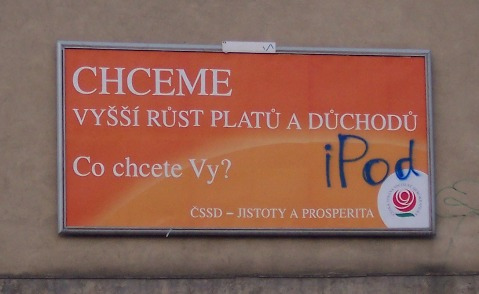 CHCEME
VYŠŠÍ RŮST PLATŮ A DŮCHODŮ
Co chcete Vy?
iPod
ČSSD – JISTOTY A PROSPERITA